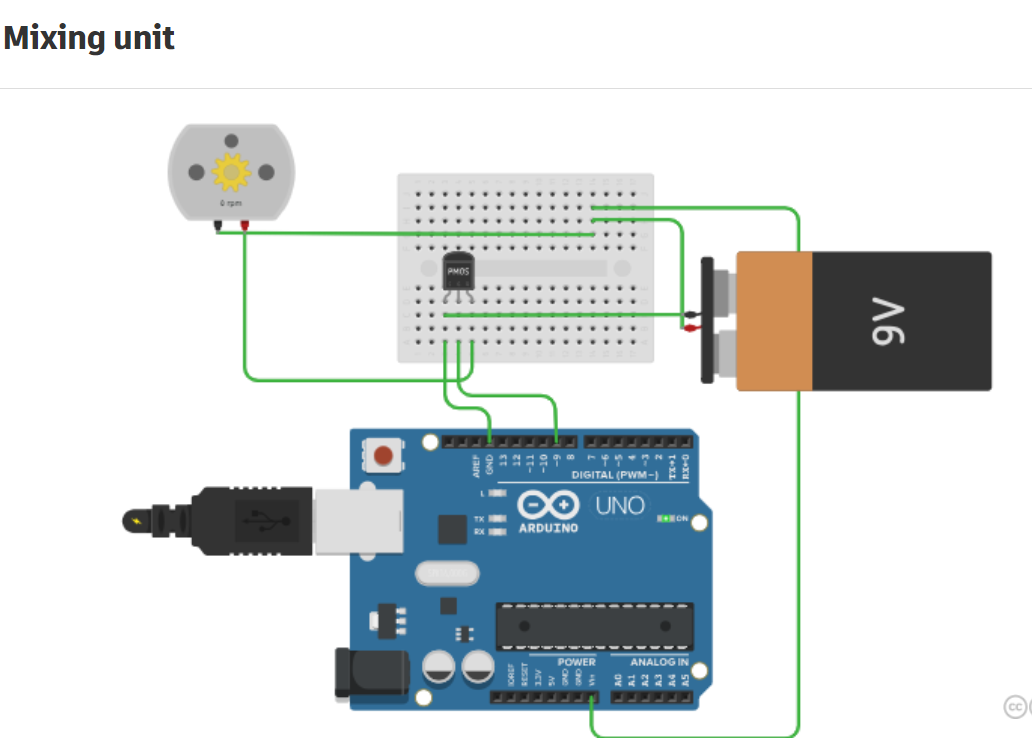 Mixing unit
0 rpm
PMOS
9V
AREF
GND
13
12
~11
~10
~9
8
7
~6
~5
4
~3
2
TX→1
RX←0
DIGITAL (PWM~)
L
TX
RX
UNO
ARDUINO
ON
POWER
ANALOG IN
IOREF
RESET
3.3V
5V
GND
GND
Vin
A0
A1
A2
A3
A4
A5
cc